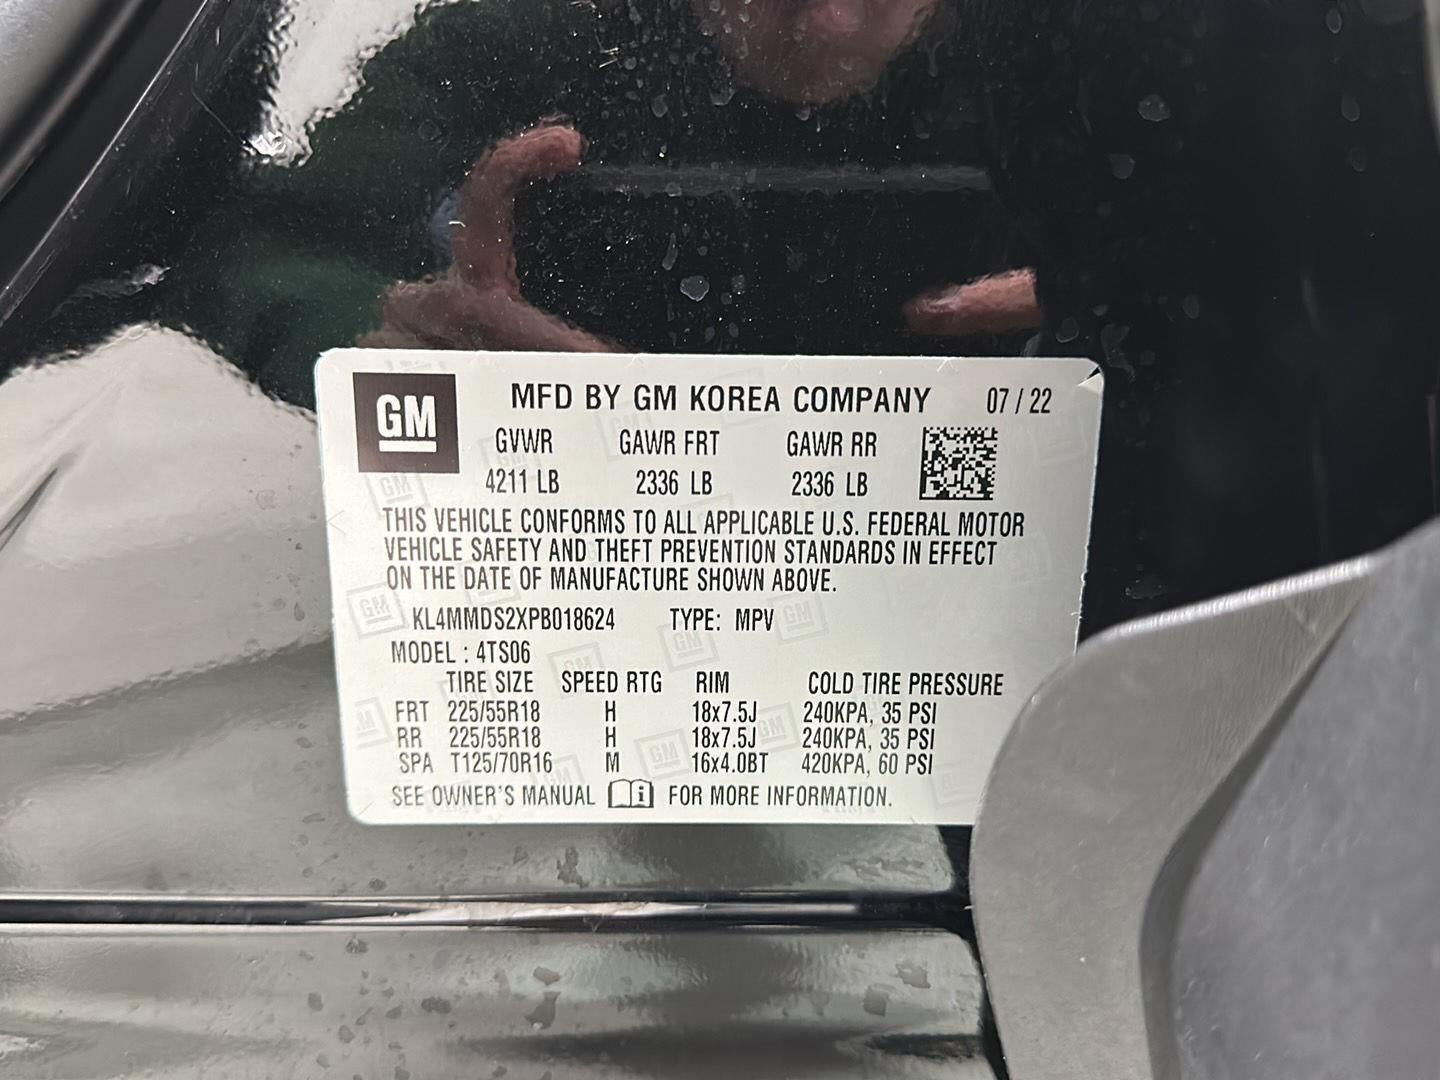 GM MFD BY GM KOREA COMPANY 07 / 22
GVWR GAWR FRT GAWR RR
4211 LB 2336 LB 2336 LB
THIS VEHICLE CONFORMS TO ALL APPLICABLE U.S. FEDERAL MOTOR
VEHICLE SAFETY AND THEFT PREVENTION STANDARDS IN EFFECT
ON THE DATE OF MANUFACTURE SHOWN ABOVE.
KL4MMDS2XPB018624 TYPE: MPV
MODEL : 4TS06
TIRE SIZE SPEED RTG RIM COLD TIRE PRESSURE
FRT 225/55R18 H 18x7.5J 240KPA, 35 PSI
RR 225/55R18 H 18x7.5J 240KPA, 35 PSI
SPA T125/70R16 M 16x4.0BT 420KPA, 60 PSI
SEE OWNER'S MANUAL i FOR MORE INFORMATION.